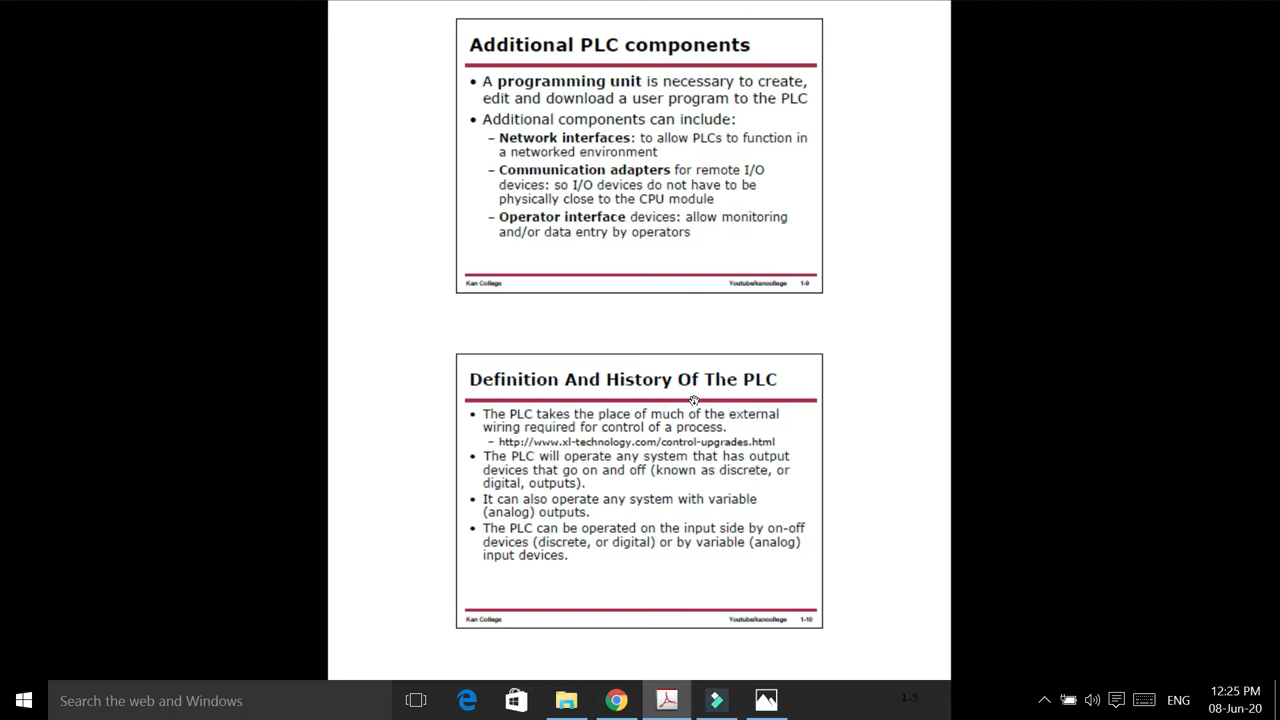 Additional PLC components
• A programming unit is necessary to create,
edit and download a user program to the PLC
• Additional components can include:
– Network interfaces: to allow PLCs to function in
a networked environment
– Communication adapters for remote I/O
devices: so I/O devices do not have to be
physically close to the CPU module
– Operator interface devices: allow monitoring
and/or data entry by operators
Kan College Youtube/kancollege 1-9
Definition And History Of The PLC
• The PLC takes the place of much of the external
wiring required for control of a process.
– http://www.xl-technology.com/control-upgrades.html
• The PLC will operate any system that has output
devices that go on and off (known as discrete, or
digital, outputs).
• It can also operate any system with variable
(analog) outputs.
• The PLC can be operated on the input side by on-off
devices (discrete, or digital) or by variable (analog)
input devices.
Kan College Youtube/kancollege 1-10
1-5
Search the web and Windows
ENG
12:25 PM
08-Jun-20